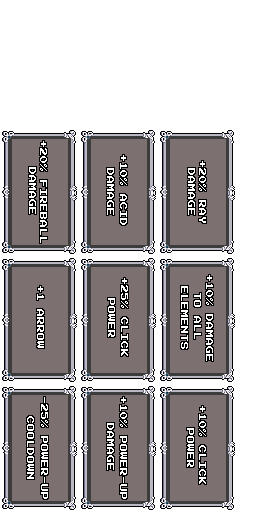 +20% RAY
DAMAGE
+10% DAMAGE
TO ALL
ELEMENTS
+10% CLICK
POWER
+10% ACID
DAMAGE
+25% CLICK
POWER
+10% POWER-UP
DAMAGE
+20% FIREBALL
DAMAGE
+1 ARROW
-25% POWER-UP
COOLDOWN